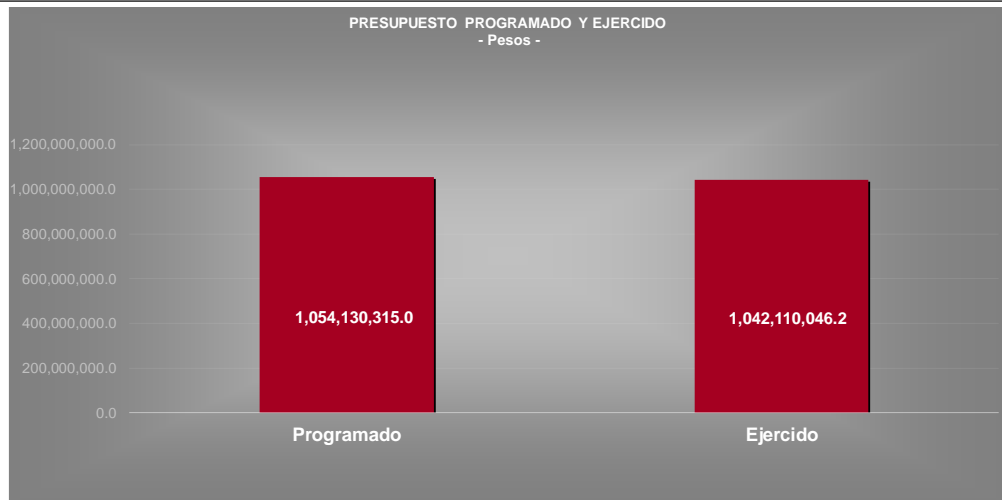 PRESUPUESTO PROGRAMADO Y EJERCIDO
- Pesos -
1,200,000,000.0
1,000,000,000.0
800,000,000.0
600,000,000.0
400,000,000.0
200,000,000.0
0.0
1,054,130,315.0
1,042,110,046.2
Programado
Ejercido